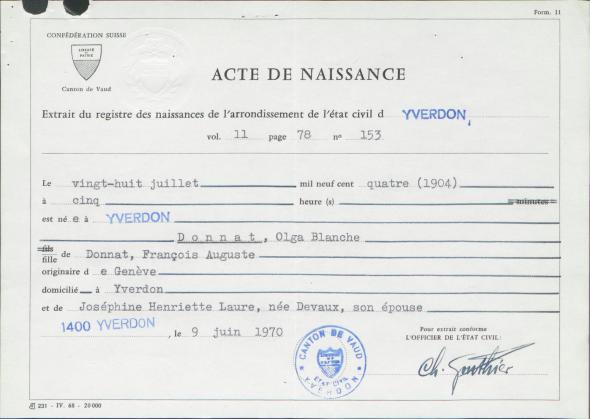 Form. 11
CONFÉDÉRATION SUISSE
LIBERTÉ
ET
PATRIE
Canton de Vaud
ACTE DE NAISSANCE
Extrait du registre des naissances de l'arrondissement de l'état civil d YVERDON,
vol. 11 page 78 nº 153
Le vingt-huit juillet mil neuf cent quatre (1904)
à cinq heure (s) minutes
est né e à YVERDON
Donnat, Olga Blanche
fils
fille de Donnat, François Auguste
originaire d e Genève
domicilié à Yverdon
et de Joséphine Henriette Laure, née Devaux, son épouse
1400 YVERDON, le 9 juin 1970
Pour extrait conforme
L'OFFICIER DE L'ÉTAT CIVIL:
CANTON DE VAUD
ÉTAT CIVIL
YVERDON
Ch. Gauthier
231 - IV. 68 - 20 000